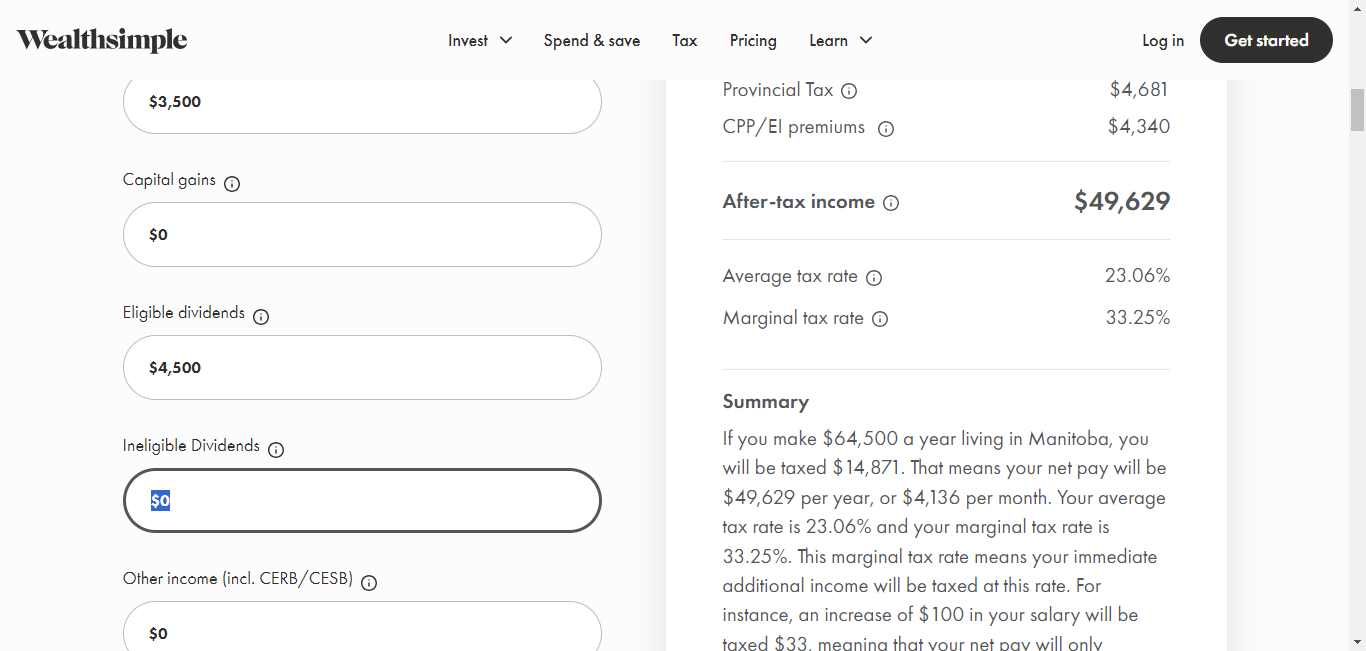 Wealthsimple
Invest
Spend & save
Tax
Pricing
Learn
Log in
Get started
$3,500
Capital gains
$0
Eligible dividends
$4,500
Ineligible Dividends
$0
Other income (incl. CERB/CESB)
$0
Provincial Tax $4,681
CPP/EI premiums $4,340
After-tax income $49,629
Average tax rate 23.06%
Marginal tax rate 33.25%
Summary
If you make $64,500 a year living in Manitoba, you
will be taxed $14,871. That means your net pay will be
$49,629 per year, or $4,136 per month. Your average
tax rate is 23.06% and your marginal tax rate is
33.25%. This marginal tax rate means your immediate
additional income will be taxed at this rate. For
instance, an increase of $100 in your salary will be
taxed $33, meaning that your net pay will only